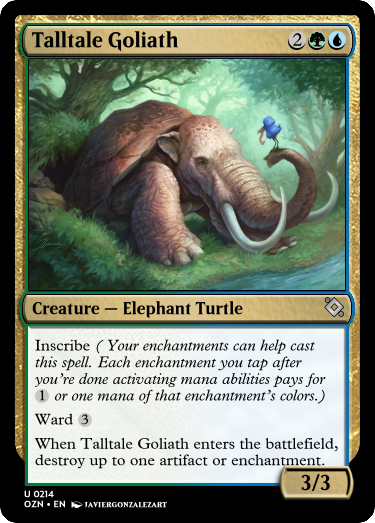 Talltale Goliath 2
Creature — Elephant Turtle
Inscribe ( Your enchantments can help cast
this spell. Each enchantment you tap after
you're done activating mana abilities pays for
1 or one mana of that enchantment's colors.)
Ward 3
When Talltale Goliath enters the battlefield,
destroy up to one artifact or enchantment.
3/3
U 0214
OZN • EN JAVIERGONZALEZART